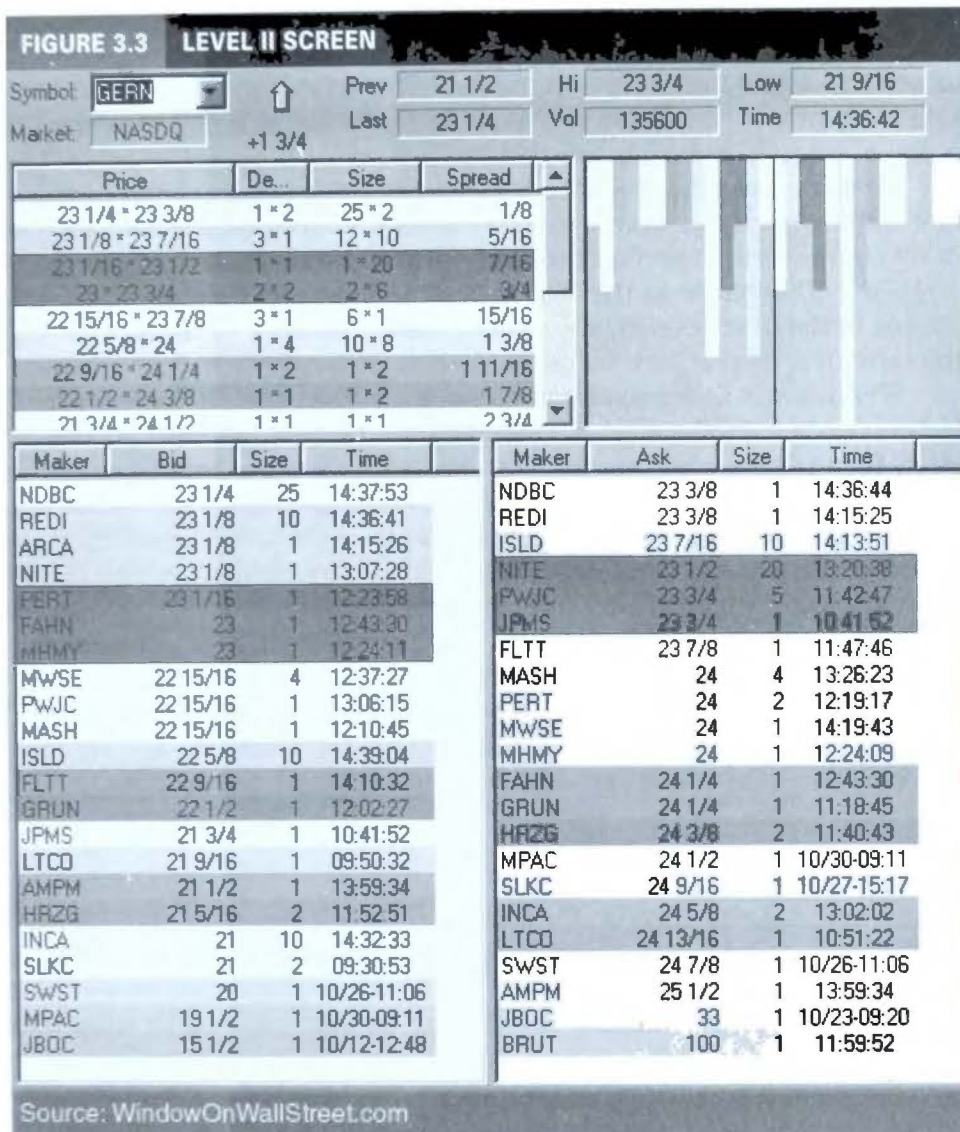 FIGURE 3.3 LEVEL II SCREEN
Symbol: GERN Prev 21 1/2 Hi 23 3/4 Low 21 9/16
Market: NASDQ +1 3/4 Last 23 1/4 Vol 135600 Time 14:36:42
Price De... Size Spread
23 1/4 * 23 3/8 1 * 2 25 * 2 1/8
23 1/8 * 23 7/16 3 * 1 12 * 10 5/16
23 1/16 * 23 1/2 1 * 1 1 * 20 7/16
23 * 23 3/4 2 * 2 2 * 6 3/4
22 15/16 * 23 7/8 3 * 1 6 * 1 15/16
22 5/8 * 24 1 * 4 10 * 8 1 3/8
22 9/16 * 24 1/4 1 * 2 1 * 2 1 11/16
22 1/2 * 24 3/8 1 * 1 1 * 2 1 7/8
21 3/4 * 24 1/2 1 * 1 1 * 1 2 3/4
Maker Bid Size Time
NDBC 23 1/4 25 14:37:53
REDI 23 1/8 10 14:36:41
ARCA 23 1/8 1 14:15:26
NITE 23 1/8 1 13:07:28
PERT 23 1/16 1 12:23:58
FAHN 23 1 12:43:30
MHMY 23 1 12:24:11
MWSE 22 15/16 4 12:37:27
PWJC 22 15/16 1 13:06:15
MASH 22 15/16 1 12:10:45
ISLD 22 5/8 10 14:39:04
FLTT 22 9/16 1 14:10:32
GRUN 22 1/2 1 12:02:27
JPMS 21 3/4 1 10:41:52
LTCO 21 9/16 1 09:50:32
AMPM 21 1/2 1 13:59:34
HRZG 21 5/16 2 11:52:51
INCA 21 10 14:32:33
SLKC 21 2 09:30:53
SWST 20 1 10/26-11:06
MPAC 19 1/2 1 10/30-09:11
JBOC 15 1/2 1 10/12-12:48
Maker Ask Size Time
NDBC 23 3/8 1 14:36:44
REDI 23 3/8 1 14:15:25
ISLD 23 7/16 10 14:13:51
NITE 23 1/2 20 13:20:38
PWJC 23 3/4 5 11:42:47
JPMS 23 3/4 1 10:41:52
FLTT 23 7/8 1 11:47:46
MASH 24 4 13:26:23
PERT 24 2 12:19:17
MWSE 24 1 14:19:43
MHMY 24 1 12:24:09
FAHN 24 1/4 1 12:43:30
GRUN 24 1/4 1 11:18:45
HRZG 24 3/8 2 11:40:43
MPAC 24 1/2 1 10/30-09:11
SLKC 24 9/16 1 10/27-15:17
INCA 24 5/8 2 13:02:02
LTCO 24 13/16 1 10:51:22
SWST 24 7/8 1 10/26-11:06
AMPM 25 1/2 1 13:59:34
JBOC 33 1 10/23-09:20
BRUT 100 1 11:59:52
Source: WindowOnWallStreet.com